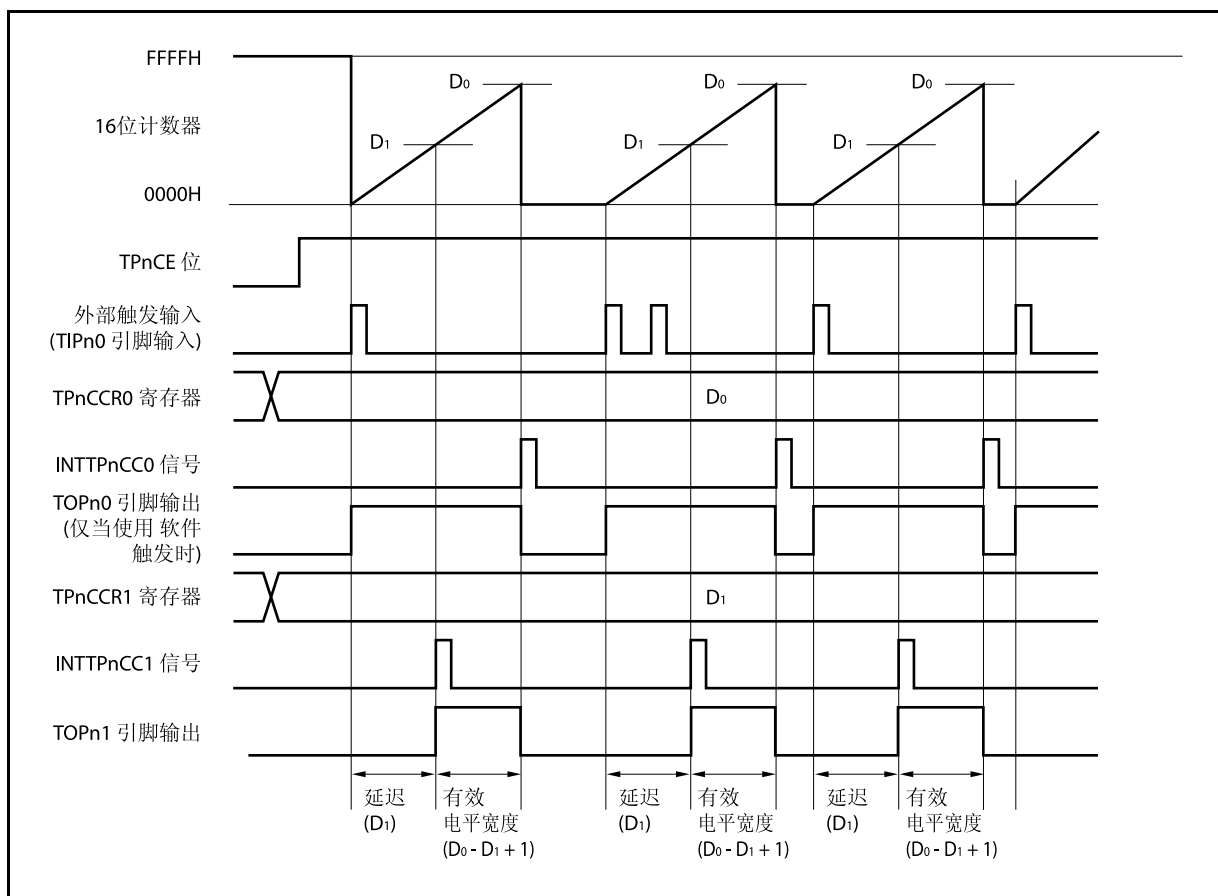 FFFFH
D₀
D₀
D₀
16位计数器
D₁
D₁
D₁
0000H
TPnCE 位
外部触发输入
(TIPn0 引脚输入)
TPnCCR0 寄存器
D₀
INTTPnCC0 信号
TOPn0 引脚输出
(仅当使用 软件
触发时)
TPnCCR1 寄存器
D₁
INTTPnCC1 信号
TOPn1 引脚输出
延迟
(D₁)
有效
电平宽度
(D₀ - D₁ + 1)
延迟
(D₁)
有效
电平宽度
(D₀ - D₁ + 1)
延迟
(D₁)
有效
电平宽度
(D₀ - D₁ + 1)